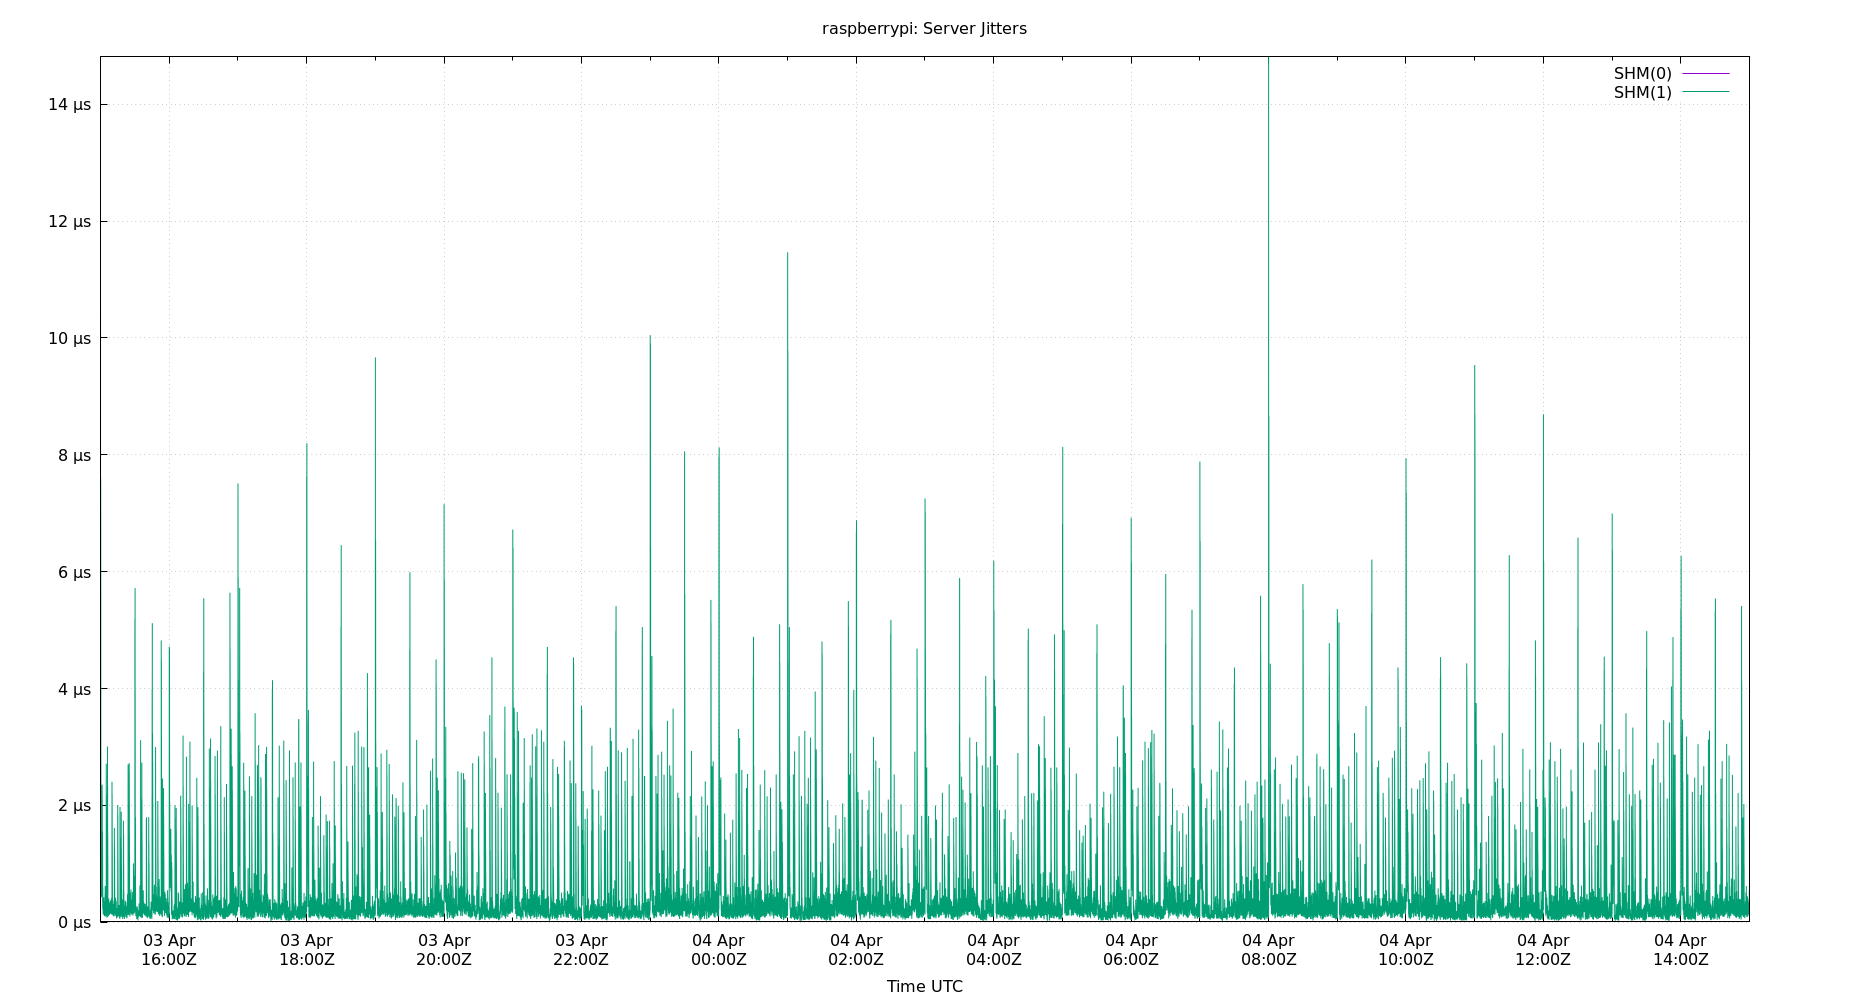 raspberrypi: Server Jitters
SHM(0)
SHM(1)
14 µs
12 µs
10 µs
8 µs
6 µs
4 µs
2 µs
0 µs
03 Apr 03 Apr 03 Apr 03 Apr 04 Apr 04 Apr 04 Apr 04 Apr 04 Apr 04 Apr 04 Apr 04 Apr
16:00Z 18:00Z 20:00Z 22:00Z 00:00Z 02:00Z 04:00Z 06:00Z 08:00Z 10:00Z 12:00Z 14:00Z
Time UTC